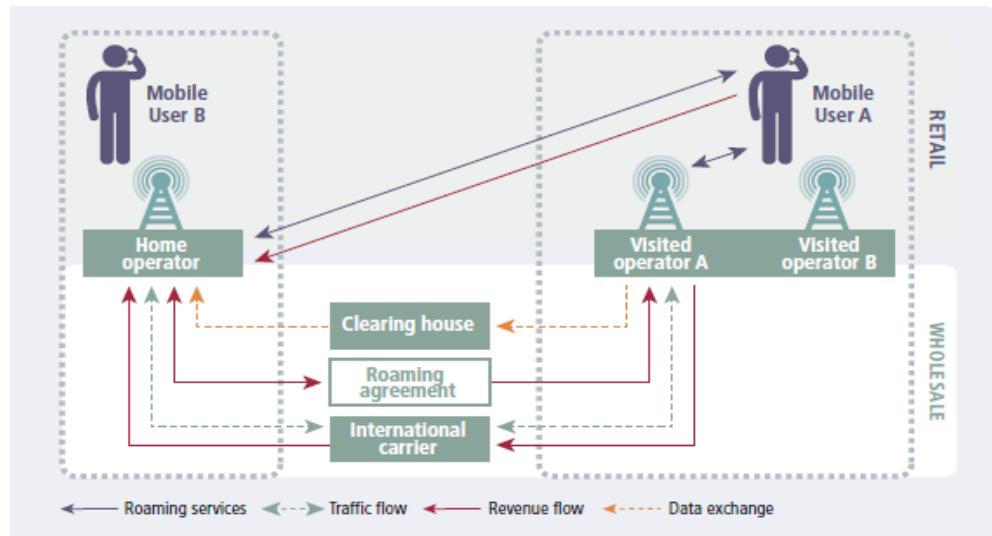 Mobile
User B
Mobile
User A
RETAIL
Home
operator
Visited
operator A
Visited
operator B
Clearing house
Roaming
agreement
International
carrier
WHOLESALE
Roaming services
Traffic flow
Revenue flow
Data exchange